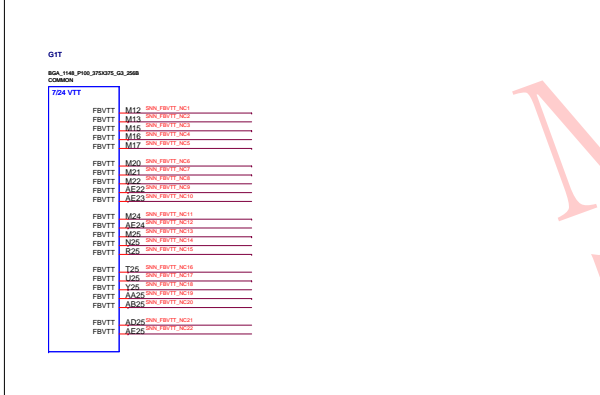 G1T
BGA_1148_P100_375X375_G3_256B
COMMON
7/24 VTT
FBVTT M12 SNN_FBVTT_NC1
FBVTT M13 SNN_FBVTT_NC2
FBVTT M15 SNN_FBVTT_NC3
FBVTT M16 SNN_FBVTT_NC4
FBVTT M17 SNN_FBVTT_NC5
FBVTT M20 SNN_FBVTT_NC6
FBVTT M21 SNN_FBVTT_NC7
FBVTT M22 SNN_FBVTT_NC8
FBVTT AE22 SNN_FBVTT_NC9
FBVTT AE23 SNN_FBVTT_NC10
FBVTT M24 SNN_FBVTT_NC11
FBVTT AE24 SNN_FBVTT_NC12
FBVTT M25 SNN_FBVTT_NC13
FBVTT N25 SNN_FBVTT_NC14
FBVTT R25 SNN_FBVTT_NC15
FBVTT T25 SNN_FBVTT_NC16
FBVTT U25 SNN_FBVTT_NC17
FBVTT Y25 SNN_FBVTT_NC18
FBVTT AA25 SNN_FBVTT_NC19
FBVTT AB25 SNN_FBVTT_NC20
FBVTT AD25 SNN_FBVTT_NC21
FBVTT AE25 SNN_FBVTT_NC22